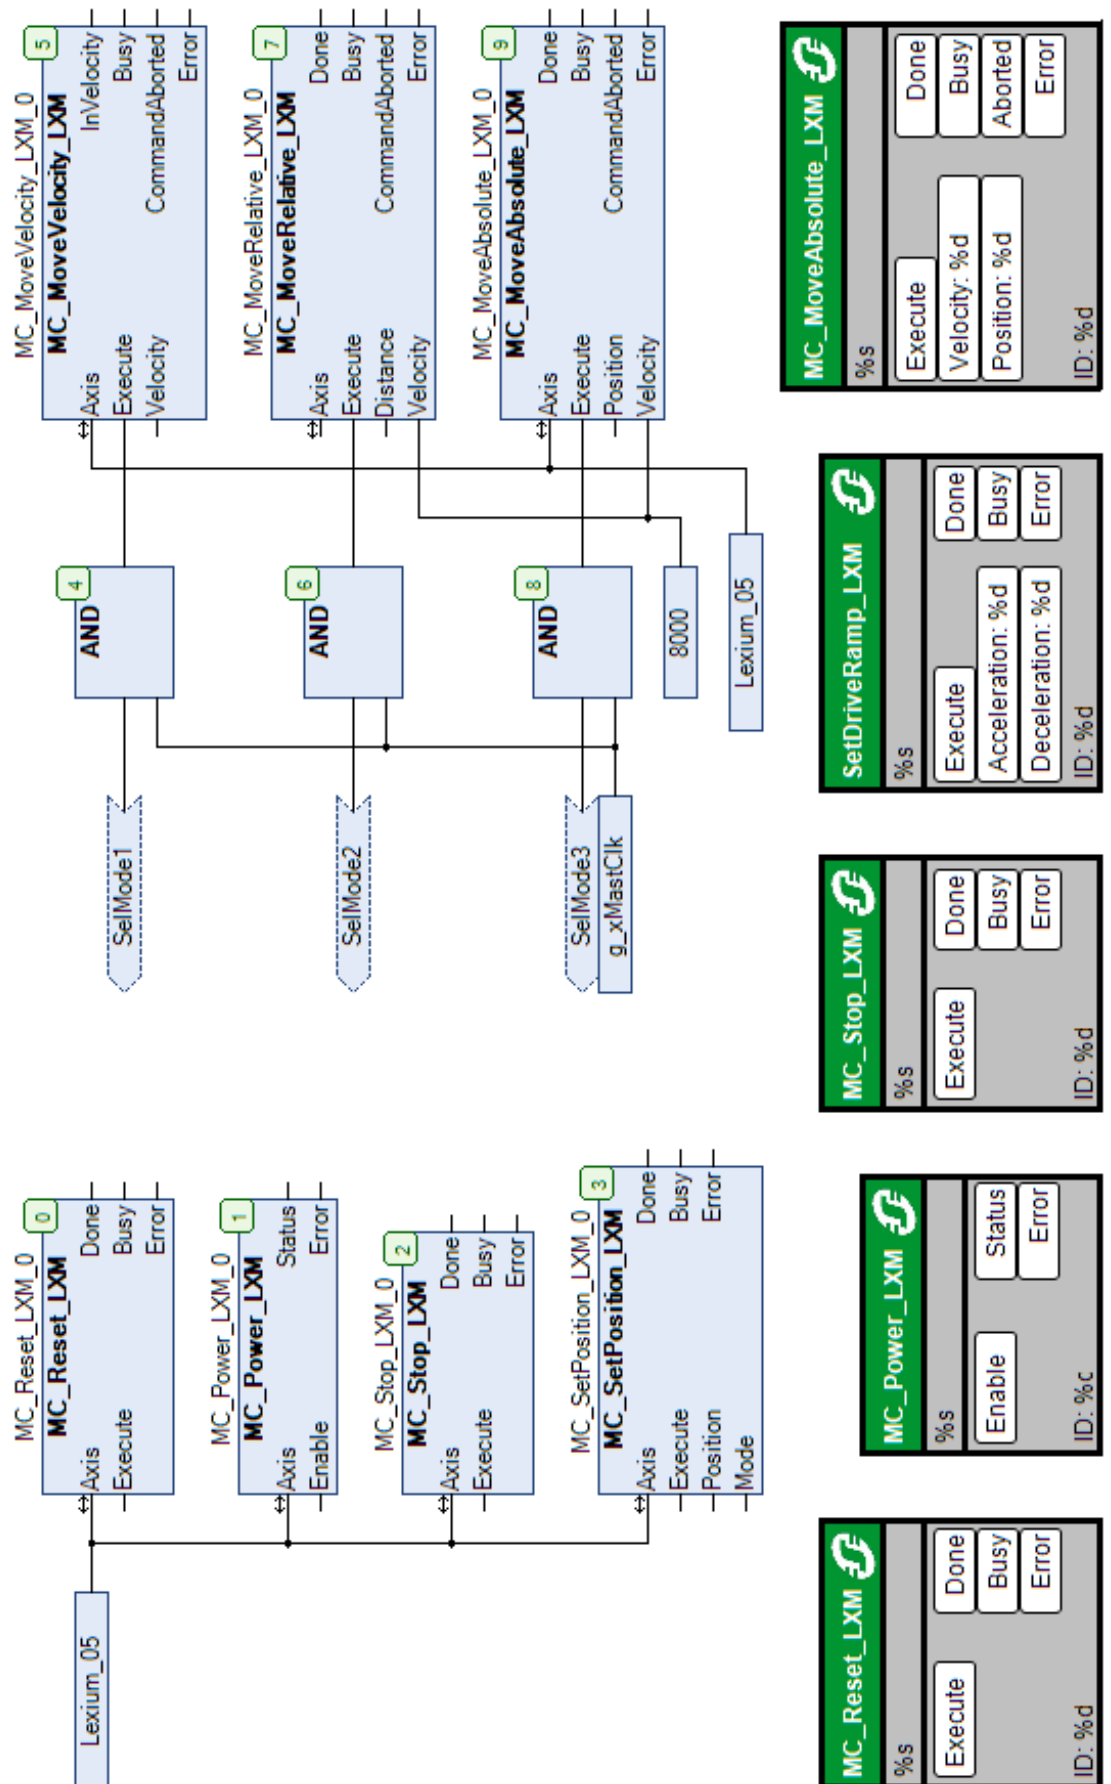 Lexium_05
MC_Reset_LXM_0
0
MC_Reset_LXM
Axis
Execute
Done
Busy
Error
MC_Power_LXM_0
1
MC_Power_LXM
Axis
Enable
Status
Error
MC_Stop_LXM_0
2
MC_Stop_LXM
Axis
Execute
Done
Busy
Error
MC_SetPosition_LXM_0
3
MC_SetPosition_LXM
Axis
Execute
Position
Mode
Done
Busy
Error
SelMode1
SelMode2
SelMode3
g_xMastClk
4
AND
6
AND
8
AND
8000
Lexium_05
MC_MoveVelocity_LXM_0
5
MC_MoveVelocity_LXM
Axis
Execute
Velocity
InVelocity
Busy
CommandAborted
Error
MC_MoveRelative_LXM_0
7
MC_MoveRelative_LXM
Axis
Execute
Distance
Velocity
Done
Busy
CommandAborted
Error
MC_MoveAbsolute_LXM_0
9
MC_MoveAbsolute_LXM
Axis
Execute
Position
Velocity
Done
Busy
CommandAborted
Error
MC_Reset_LXM
%s
Execute
Done
Busy
Error
ID: %d
MC_Power_LXM
%s
Enable
Status
Error
ID: %c
MC_Stop_LXM
%s
Execute
Done
Busy
Error
ID: %d
SetDriveRamp_LXM
%s
Execute
Done
Acceleration: %d
Busy
Deceleration: %d
Error
ID: %d
MC_MoveAbsolute_LXM
%s
Execute
Done
Velocity: %d
Busy
Position: %d
Aborted
Error
ID: %d